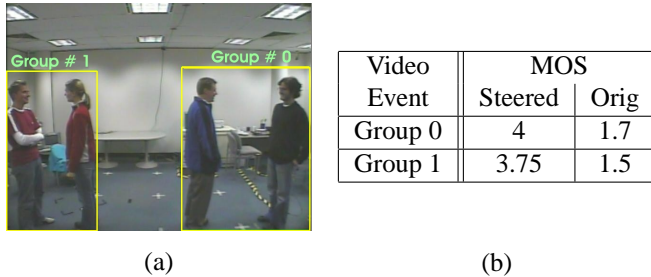 Group # 1
Group # 0
Video MOS
Event Steered Orig
Group 0 4 1.7
Group 1 3.75 1.5
(a)
(b)